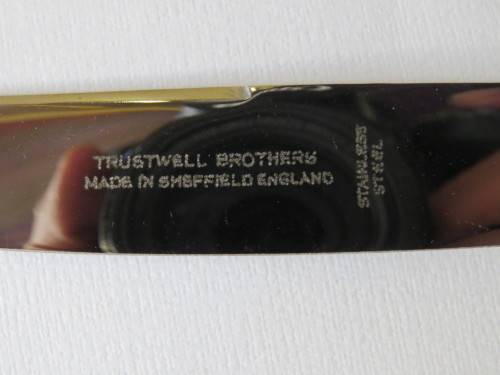 TRUSTWELL BROTHERS
MADE IN SHEFFIELD ENGLAND
STAINLESS
STEEL